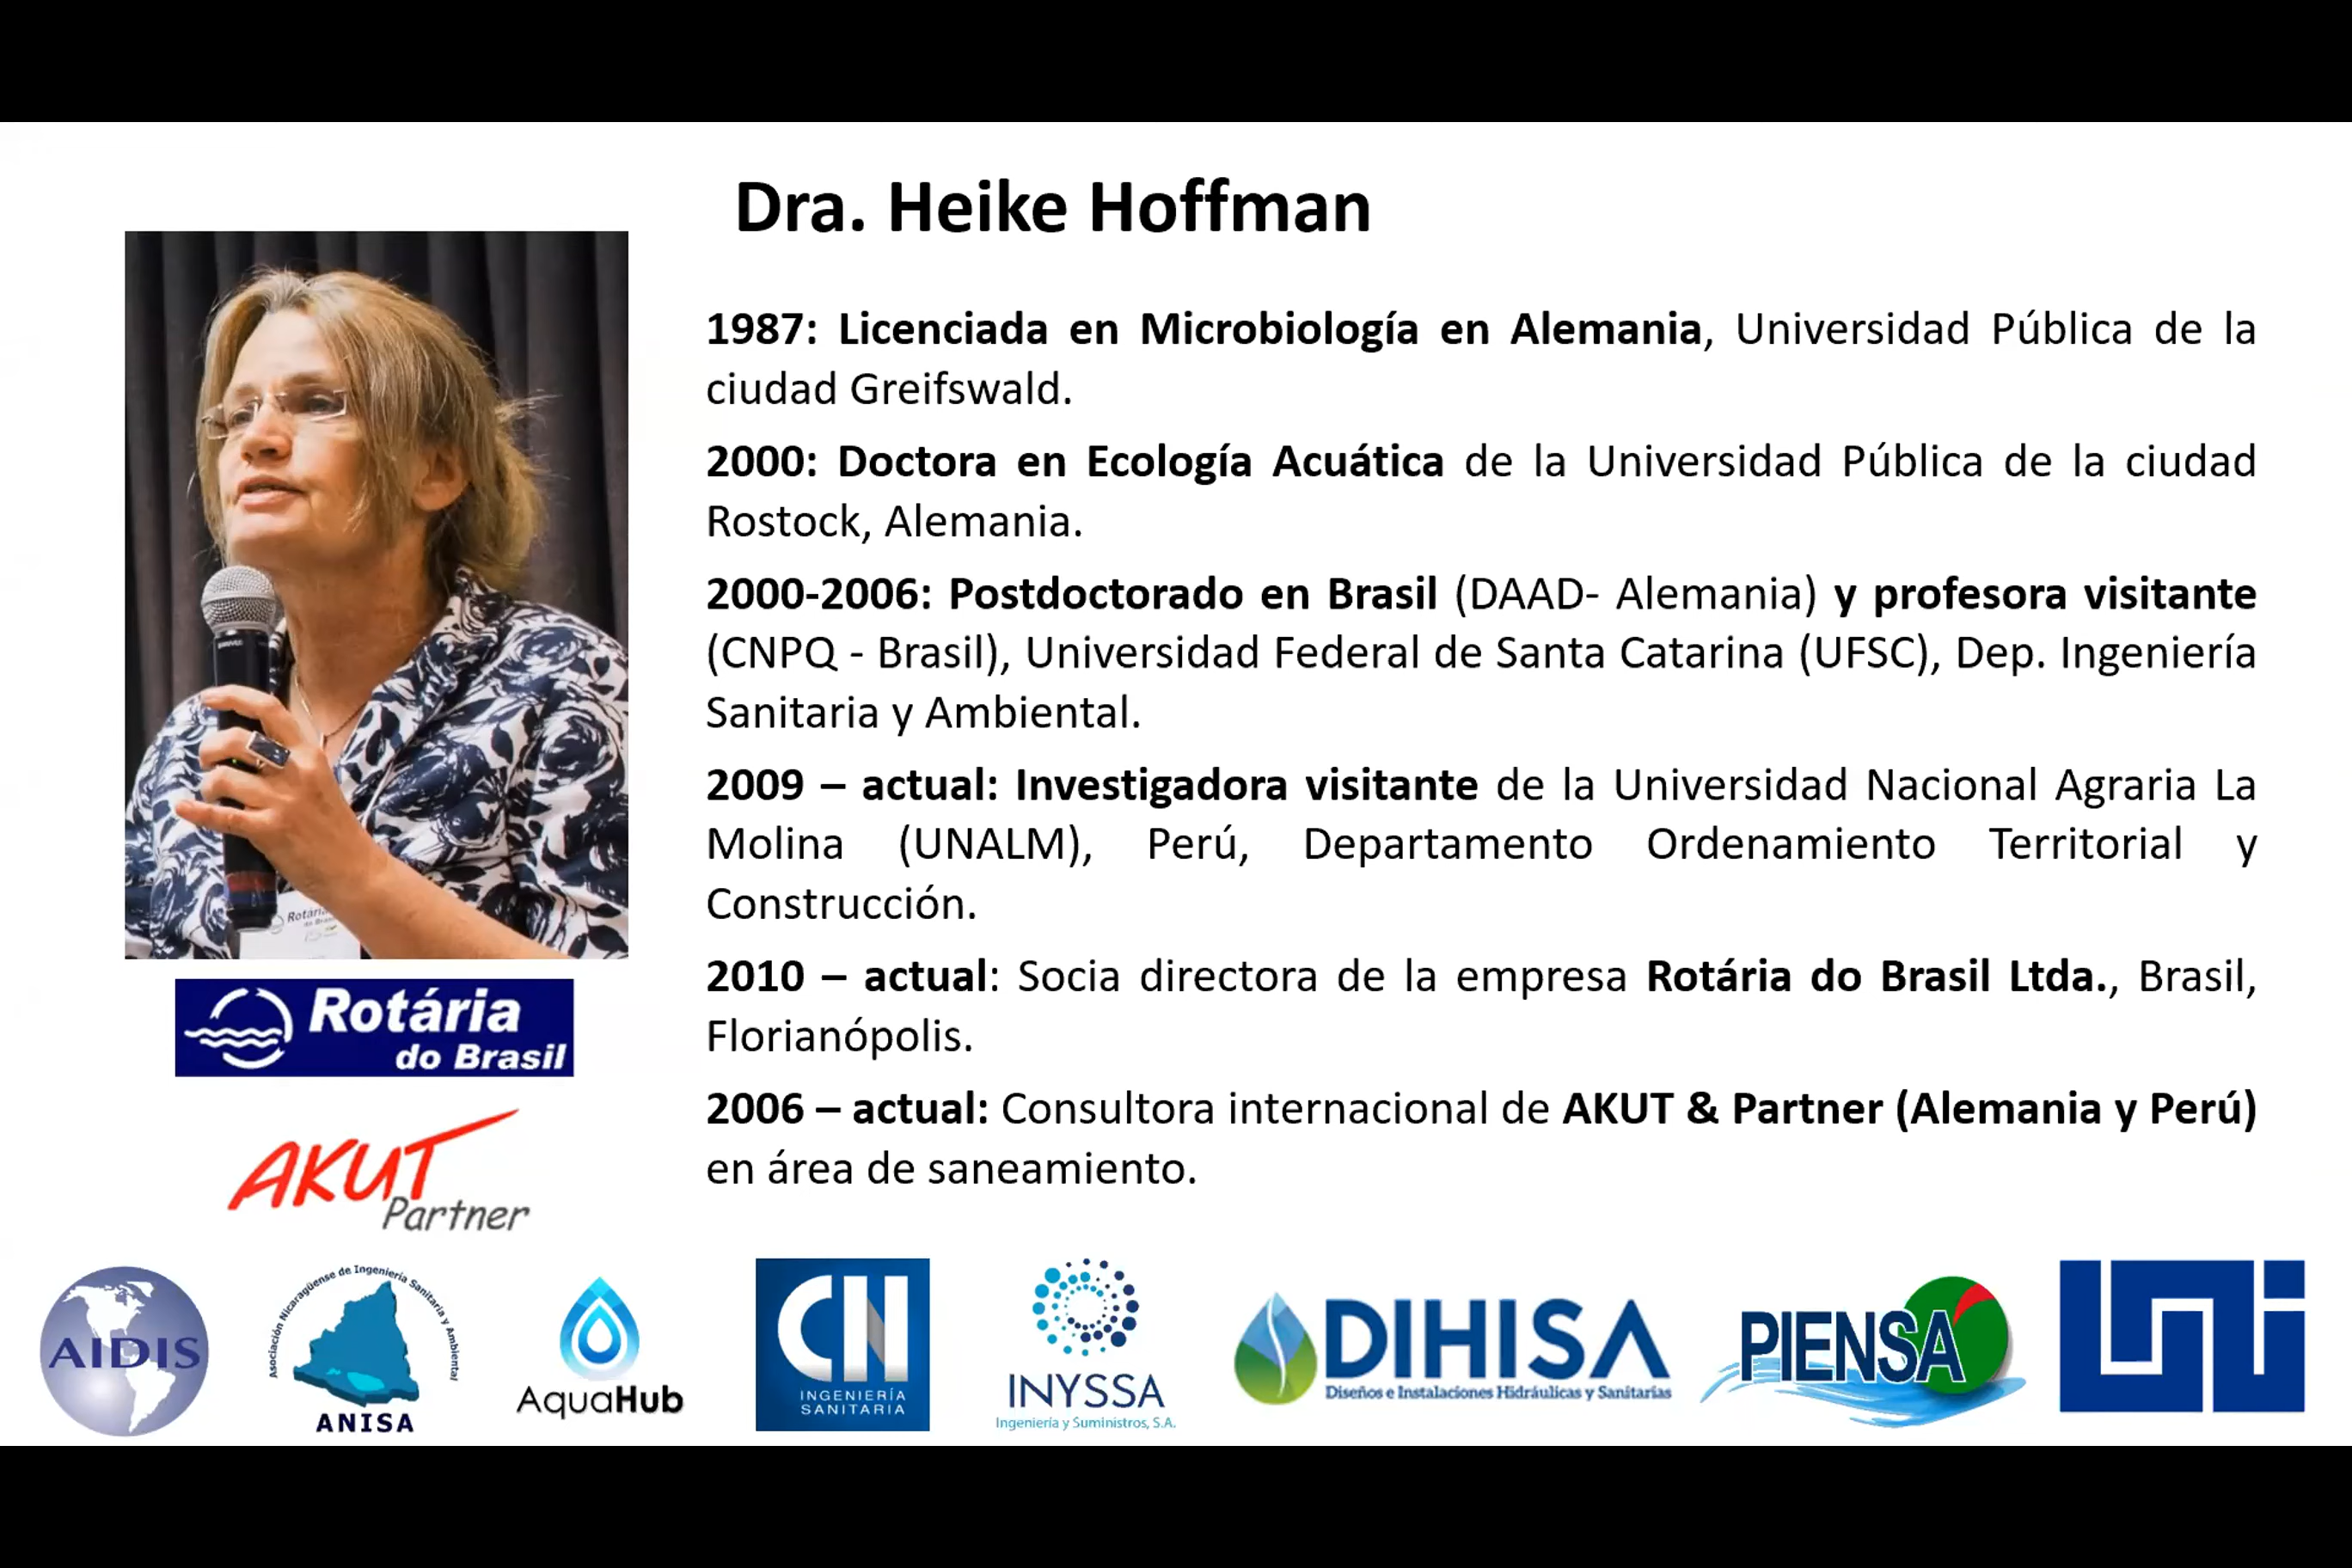 Dra. Heike Hoffman
1987: Licenciada en Microbiología en Alemania, Universidad Pública de la
ciudad Greifswald.
2000: Doctora en Ecología Acuática de la Universidad Pública de la ciudad
Rostock, Alemania.
2000-2006: Postdoctorado en Brasil (DAAD- Alemania) y profesora visitante
(CNPQ - Brasil), Universidad Federal de Santa Catarina (UFSC), Dep. Ingeniería
Sanitaria y Ambiental.
2009 – actual: Investigadora visitante de la Universidad Nacional Agraria La
Molina (UNALM), Perú, Departamento Ordenamiento Territorial y
Construcción.
2010 – actual: Socia directora de la empresa Rotária do Brasil Ltda., Brasil,
Florianópolis.
2006 – actual: Consultora internacional de AKUT & Partner (Alemania y Perú)
en área de saneamiento.
Rotária
do Brasil
AKUT
Partner
AIDIS
Asociación Nicaragüense de Ingeniería Sanitaria y Ambiental
ANISA
AquaHub
CN
INGENIERÍA
SANITARIA
INYSSA
Ingeniería y Suministros, S.A.
DIHISA
Diseños e Instalaciones Hidráulicas y Sanitarias
PIENSA
UNI